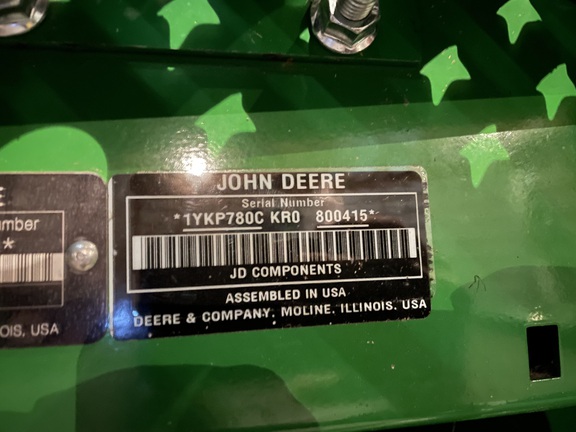 JOHN DEERE
Serial Number
*1YKP780C KR0 800415*
JD COMPONENTS
ASSEMBLED IN USA
DEERE & COMPANY, MOLINE, ILLINOIS, USA
E
umber
*
OIS, USA